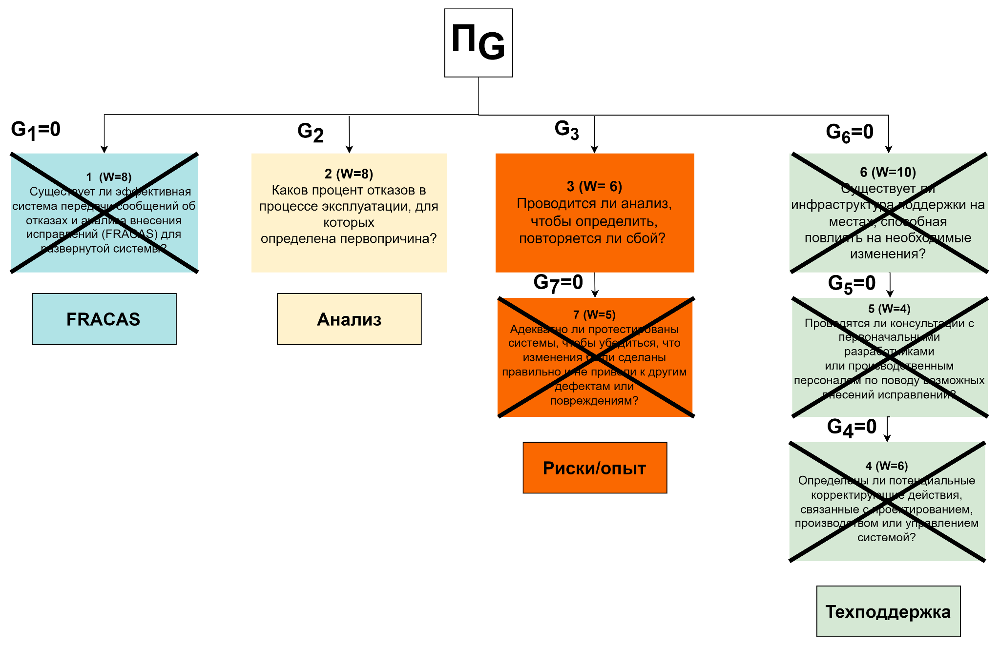 ПG
G1=0
1 (W=8)
Существует ли эффективная
система передачи сообщений об
отказах и анализа внесения
исправлений (FRACAS) для
развернутой системы?
FRACAS
G2
2 (W=8)
Каков процент отказов в
процессе эксплуатации, для
которых
определена первопричина?
Анализ
G3
3 (W= 6)
Проводится ли анализ,
чтобы определить,
повторяется ли сбой?
G7=0
7 (W=5)
Адекватно ли протестированы
системы, чтобы убедиться, что
изменения были сделаны
правильно и не привели к другим
дефектам или
повреждениям?
Риски/опыт
G6=0
6 (W=10)
Существует ли
инфраструктура поддержки на
местах, способная
повлиять на необходимые
изменения?
G5=0
5 (W=4)
Проводятся ли консультации с
первоначальными
разработчиками
или производственным
персоналом по поводу возможных
внесений исправлений?
G4=0
4 (W=6)
Определены ли потенциальные
корректирующие действия,
связанные с проектированием,
производством или управлением
системой?
Техподдержка